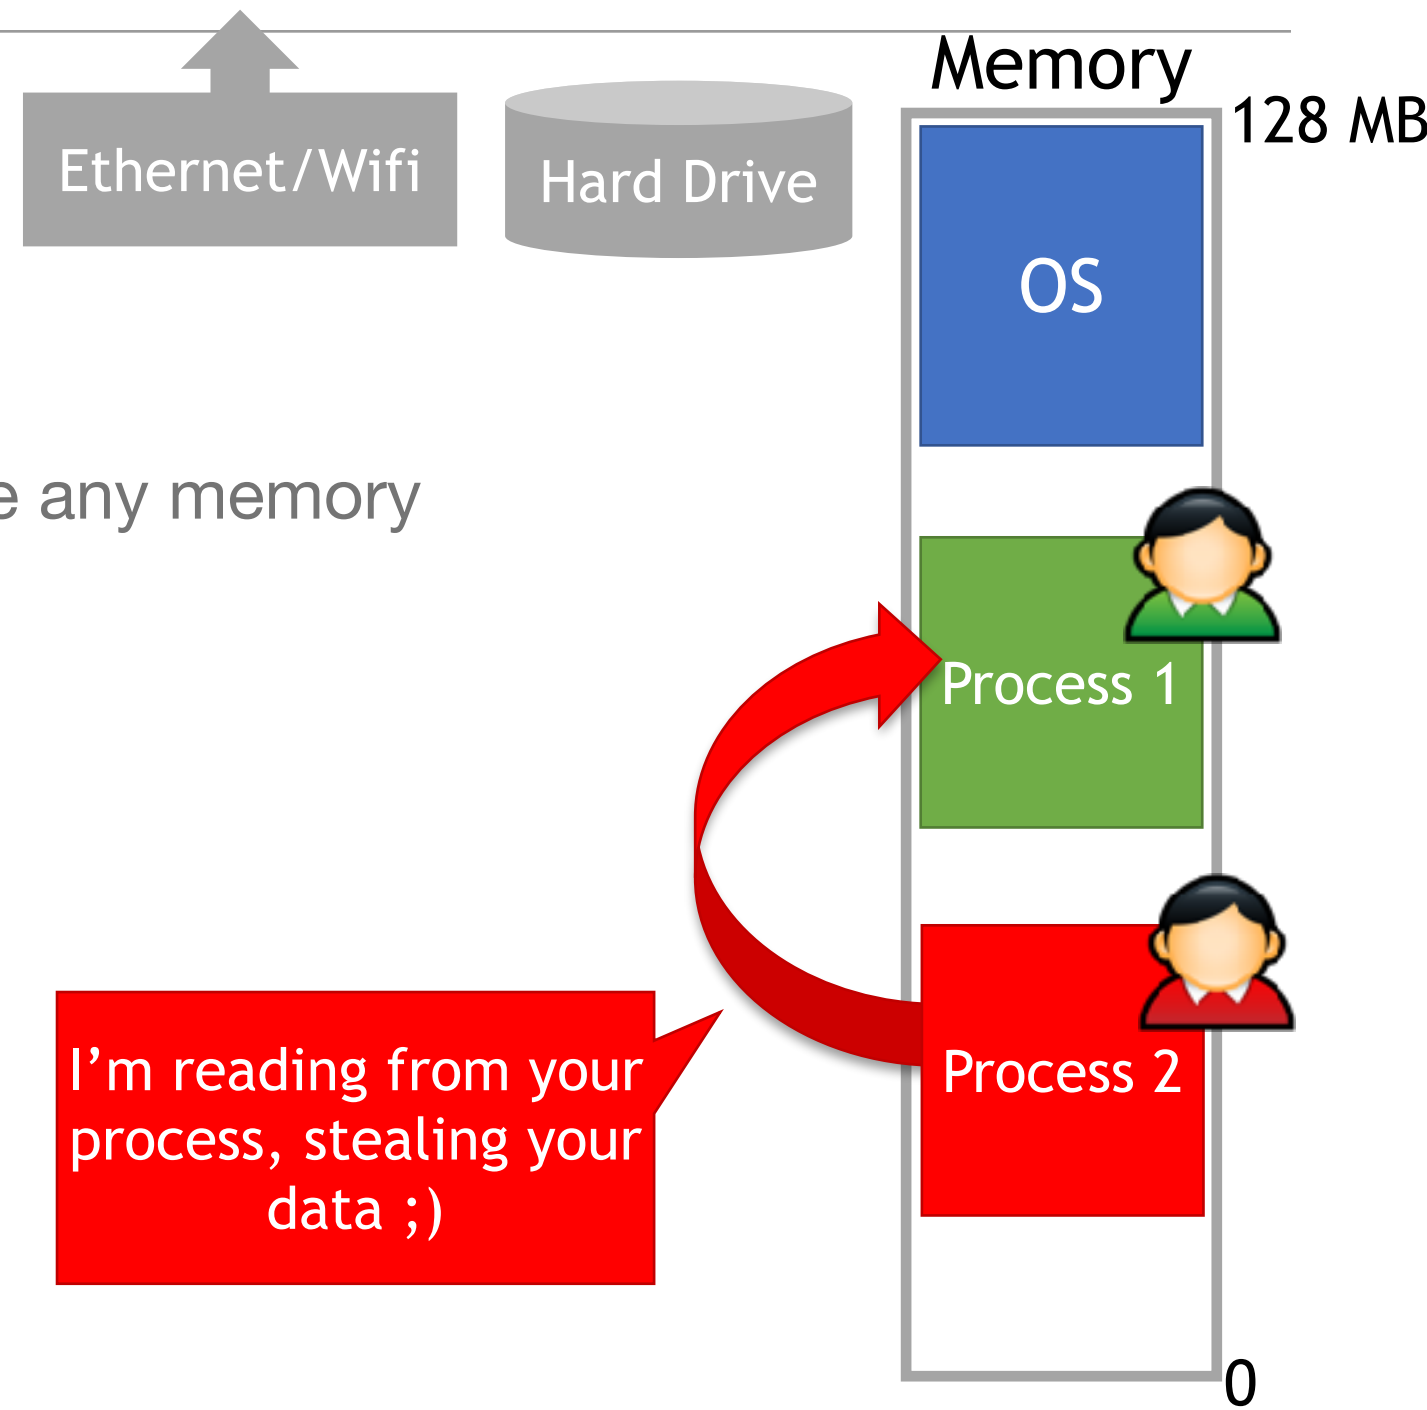 Memory
128 MB
Ethernet/Wifi
Hard Drive
OS
any memory
Process 1
Process 2
I’m reading from your
process, stealing your
data ;)
0